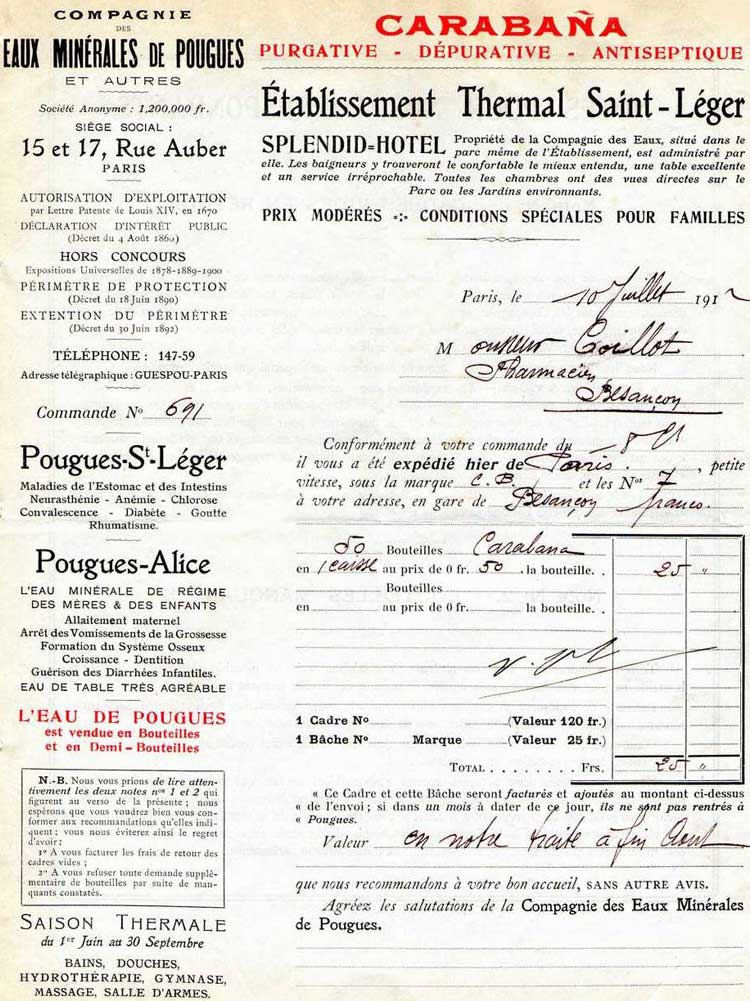 COMPAGNIE
DES
EAUX MINÉRALES DE POUGUES
ET AUTRES
Société Anonyme : 1,200,000 fr.
SIÈGE SOCIAL :
15 et 17, Rue Auber
PARIS
AUTORISATION D'EXPLOITATION
par Lettre Patente de Louis XIV, en 1670
DÉCLARATION D'INTÉRÊT PUBLIC
(Décret du 4 Août 1860)
HORS CONCOURS
Expositions Universelles de 1878-1889-1900
PÉRIMÈTRE DE PROTECTION
(Décret du 18 Juin 1890)
EXTENTION DU PÉRIMÈTRE
(Décret du 30 Juin 1892)
TÉLÉPHONE : 147-59
Adresse télégraphique : GUESPOU-PARIS
Commande Nº 691
Pougues-St-Léger
Maladies de l'Estomac et des Intestins
Neurasthénie - Anémie - Chlorose
Convalescence - Diabète - Goutte
Rhumatisme.
Pougues-Alice
L'EAU MINÉRALE DE RÉGIME
DES MÈRES & DES ENFANTS
Allaitement maternel
Arrêt des Vomissements de la Grossesse
Formation du Système Osseux
Croissance - Dentition
Guérison des Diarrhées Infantiles.
EAU DE TABLE TRÉS AGRÉABLE
L'EAU DE POUGUES
est vendue en Bouteilles
et en Demi-Bouteilles
N.-B. Nous vous prions de lire atten-
tivement les deux notes nos 1 et 2 qui
figurent au verso de la présente ; nous
espérons que vous voudrez bien vous con-
former aux recommandations qu'elles indi-
quent ; vous nous éviterez ainsi le regret
d'avoir :
1º A vous facturer les frais de retour des
cadres vides ;
2º A vous refuser toute demande supplé-
mentaire de bouteilles par suite de man-
quants constatés.
SAISON THERMALE
du 1er Juin au 30 Septembre
BAINS, DOUCHES,
HYDROTHÉRAPIE, GYMNASE,
MASSAGE, SALLE D'ARMES.
CARABAÑA
PURGATIVE - DÉPURATIVE - ANTISEPTIQUE
Établissement Thermal Saint-Léger
SPLENDID=HOTEL Propriété de la Compagnie des Eaux, située dans le
parc même de l'Établissement, est administré par
elle. Les baigneurs y trouveront le confortable le mieux entendu, une table excellente
et un service irréprochable. Toutes les chambres ont des vues directes sur le
Parc ou les Jardins environnants.
PRIX MODÉRÉS -:- CONDITIONS SPÉCIALES POUR FAMILLES
Paris, le 10 Juillet 1912
Monsieur Coillot
Pharmacien
Besançon
Conformément à votre commande du 8 Ct
il vous a été expédié hier de Paris, petite
vitesse, sous la marque C.B. et les Nos 7
à votre adresse, en gare de Besançon franco.
50 Bouteilles Carabana
en 1 caisse au prix de 0 fr. 50 la bouteille. . 25 "
Bouteilles
en au prix de 0 fr. la bouteille. .
1 Cadre Nº (Valeur 120 fr.)
1 Bâche Nº Marque (Valeur 25 fr.)
TOTAL . . . . . . . . Frs. 25 "
« Ce Cadre et cette Bâche seront facturés et ajoutés au montant ci-dessus
« de l'envoi ; si dans un mois à dater de ce jour, ils ne sont pas rentrés à
« Pougues.
Valeur en notre traite à fin Aout
que nous recommandons à votre bon accueil, SANS AUTRE AVIS.
Agréez les salutations de la Compagnie des Eaux Minérales
de Pougues.